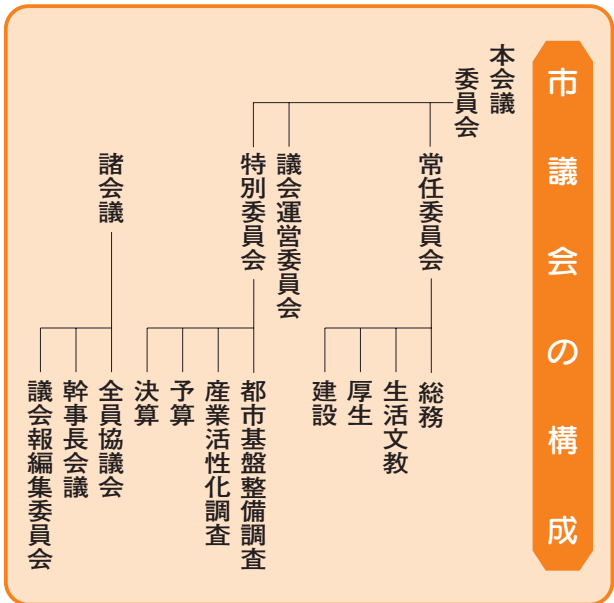 市議会の構成
本会議
委員会
常任委員会
総務
生活文教
厚生
建設
議会運営委員会
特別委員会
都市基盤整備調査
産業活性化調査
予算
決算
諸会議
全員協議会
幹事長会議
議会報編集委員会